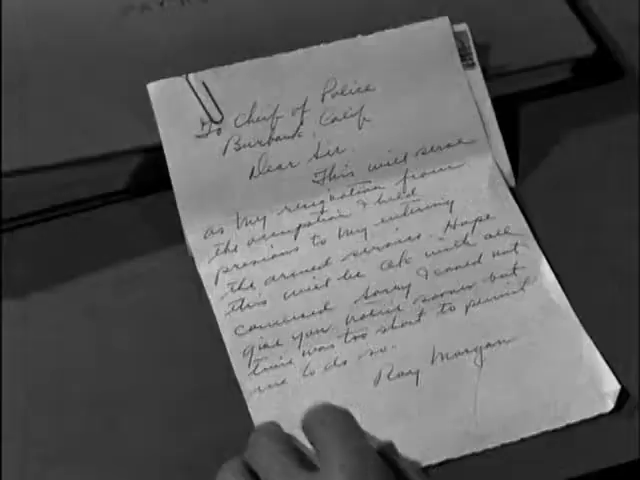 To Chief of Police
Burbank, Calif
Dear Sir.
This will serve
as my resignation from
the occupation I held
previous to my entering
the armed services. Hope
this will be ok with all
concerned. Sorry I could not
give you notice sooner but
time was too short to permit
me to do so.
Ray Morgan